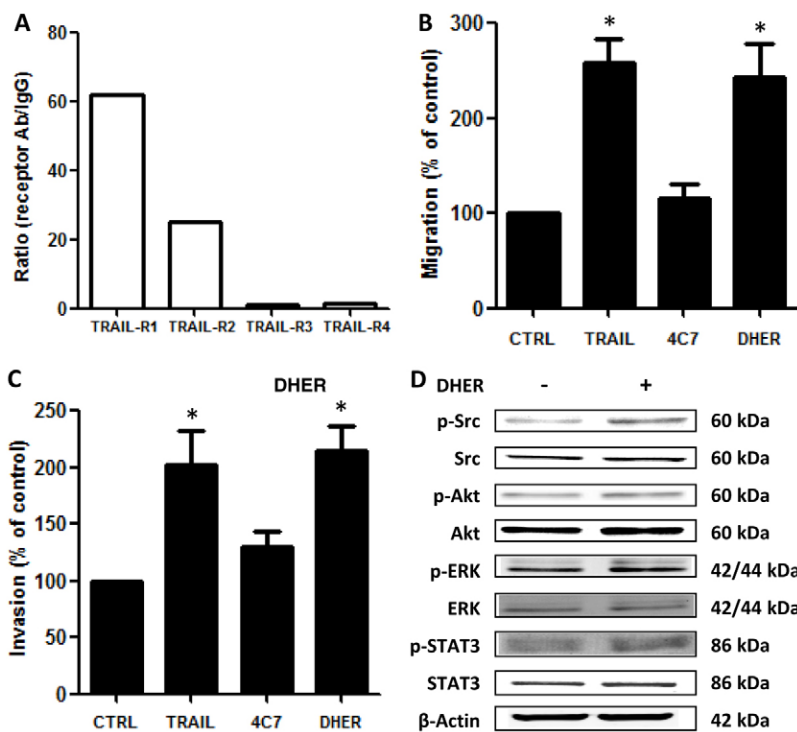 A
80
60
40
20
0
Ratio (receptor Ab/IgG)
TRAIL-R1 TRAIL-R2 TRAIL-R3 TRAIL-R4
B
300
250
200
150
100
50
0
Migration (% of control)
* *
CTRL TRAIL 4C7 DHER
C
DHER
250
200
150
100
50
0
Invasion (% of control)
* *
CTRL TRAIL 4C7 DHER
D
DHER - +
p-Src 60 kDa
Src 60 kDa
p-Akt 60 kDa
Akt 60 kDa
p-ERK 42/44 kDa
ERK 42/44 kDa
p-STAT3 86 kDa
STAT3 86 kDa
β-Actin 42 kDa